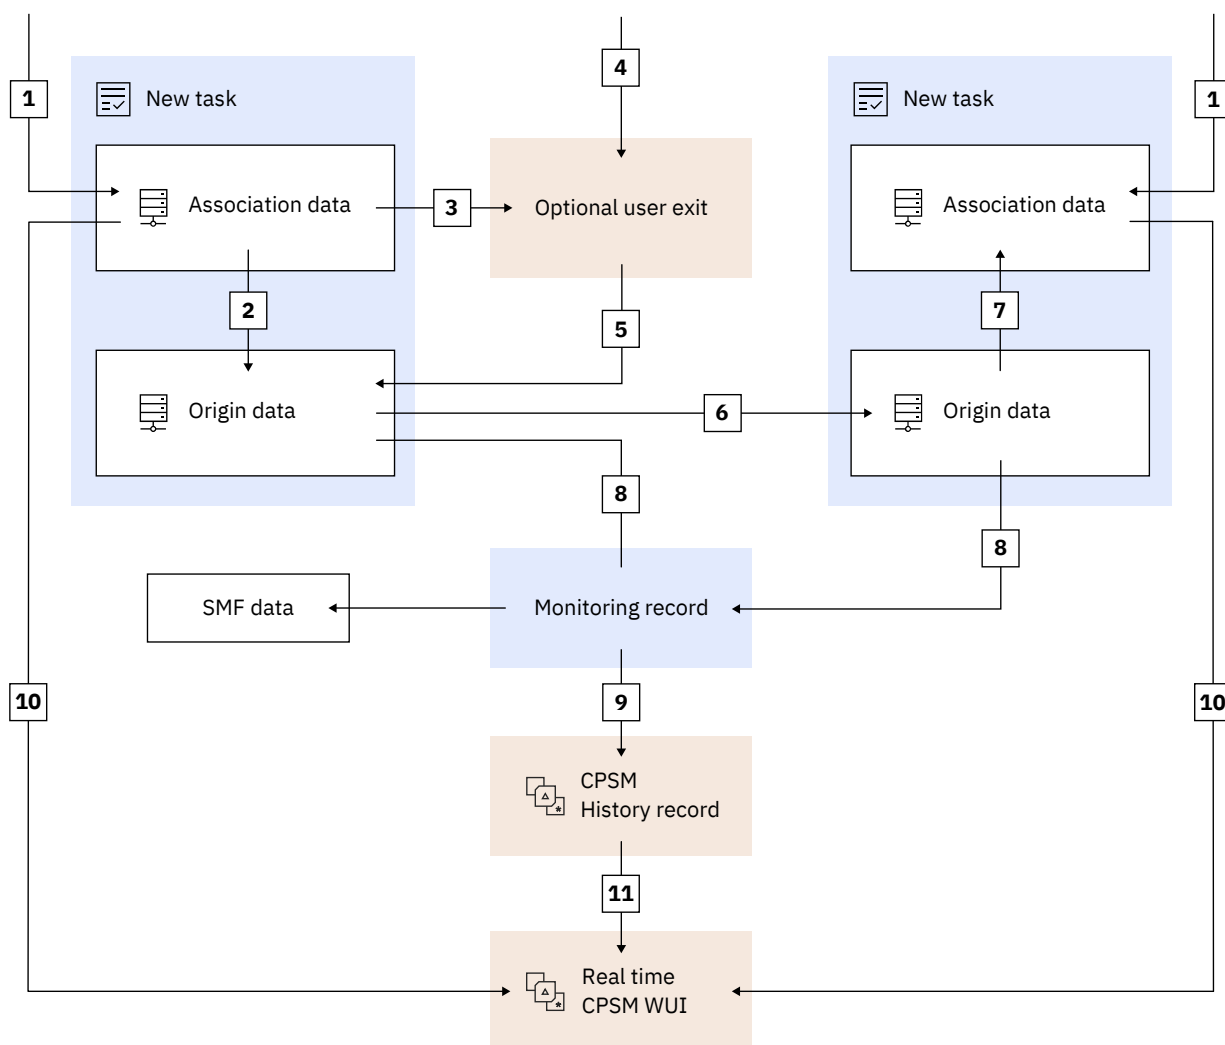 4
1
New task
New task
1
Association data
3
Optional user exit
Association data
2
5
7
Origin data
6
Origin data
8
8
SMF data
Monitoring record
10
9
10
CPSM
History record
11
Real time
CPSM WUI